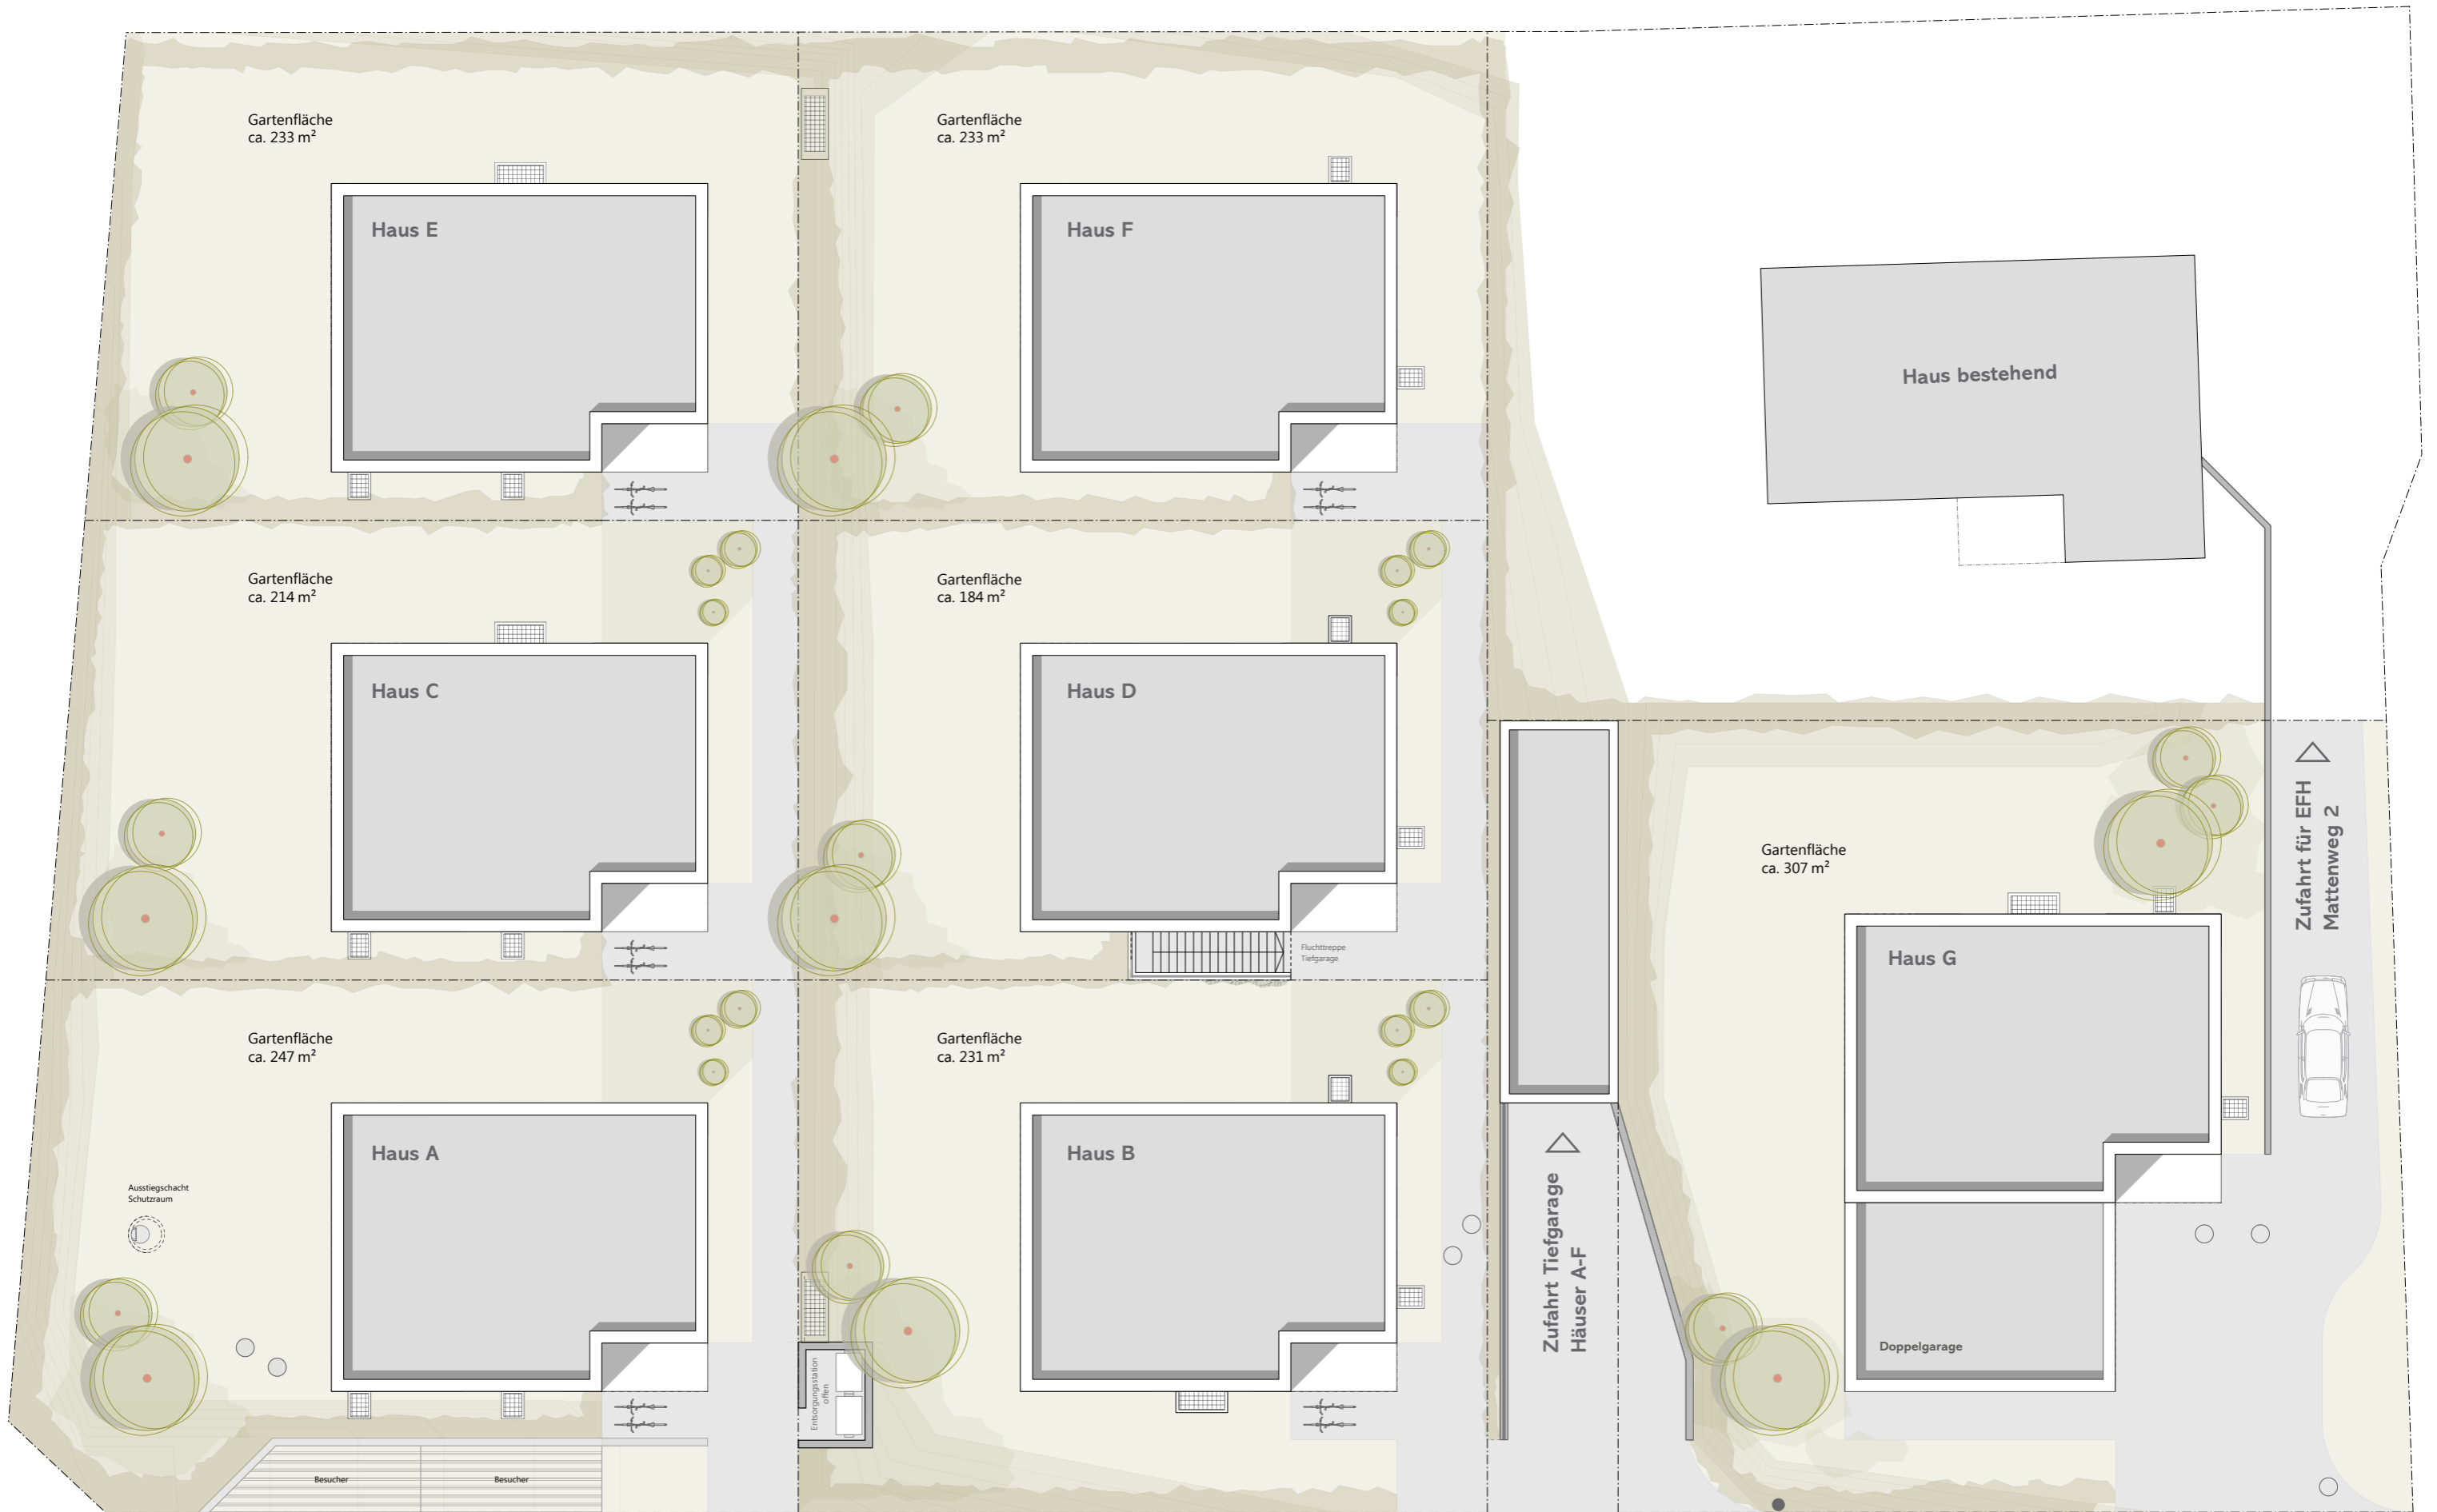 Gartenfläche
ca. 233 m²
Gartenfläche
ca. 233 m²
Haus E
Haus F
Haus bestehend
Gartenfläche
ca. 214 m²
Gartenfläche
ca. 184 m²
Haus C
Haus D
Fluchttreppe
Tiefgarage
Gartenfläche
ca. 307 m²
Zufahrt für EFH
Mattenweg 2
Haus G
Gartenfläche
ca. 247 m²
Gartenfläche
ca. 231 m²
Haus A
Haus B
Ausstiegschacht
Schutzraum
Zufahrt Tiefgarage
Häuser A-F
Doppelgarage
Entsorgungsstation
offen
Besucher
Besucher